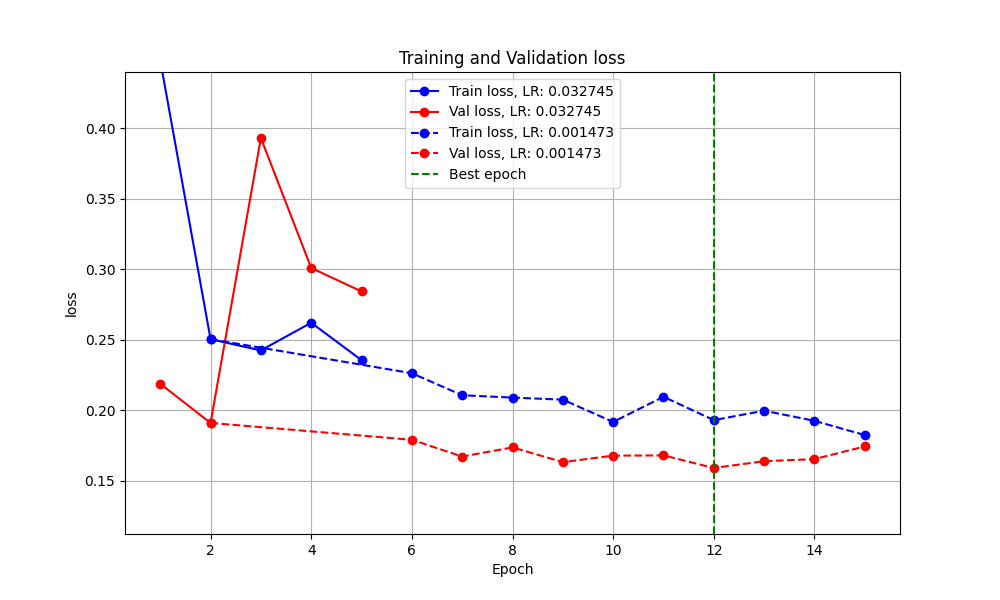 Training and Validation loss
Train loss, LR: 0.032745
Val loss, LR: 0.032745
Train loss, LR: 0.001473
Val loss, LR: 0.001473
Best epoch
loss
0.40
0.35
0.30
0.25
0.20
0.15
2 4 6 8 10 12 14
Epoch